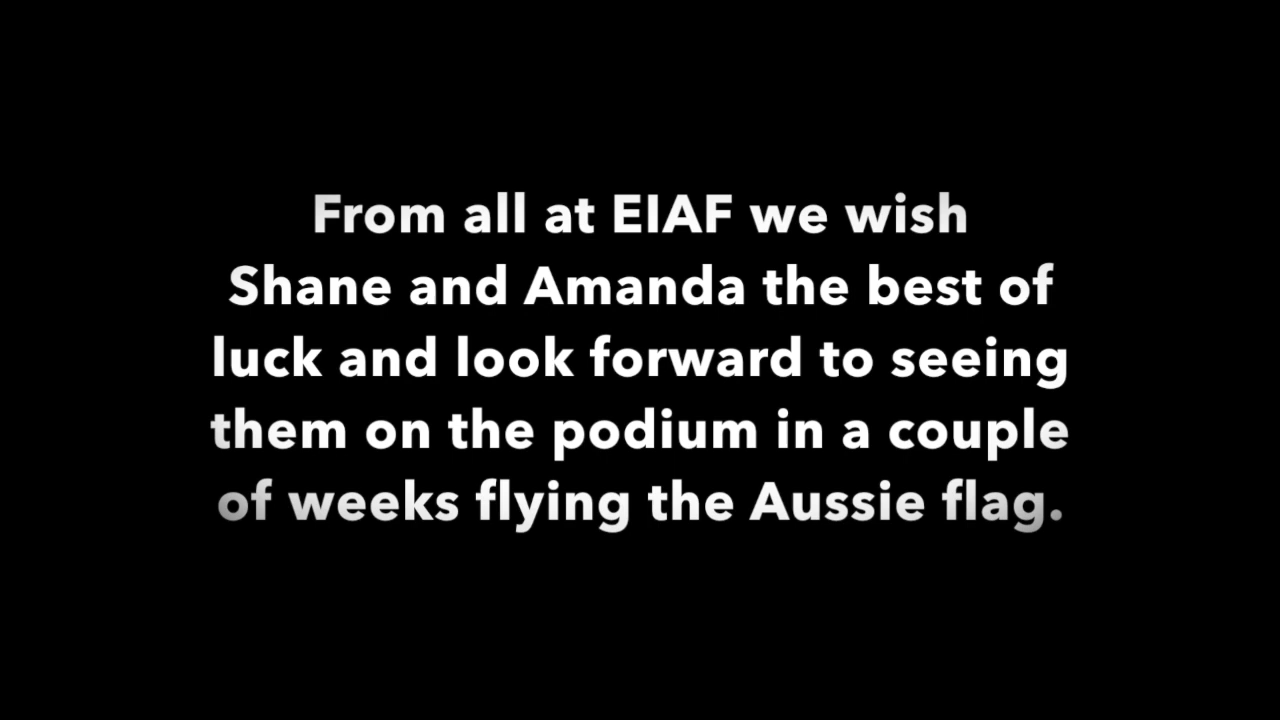 From all at EIAF we wish
Shane and Amanda the best of
luck and look forward to seeing
them on the podium in a couple
of weeks flying the Aussie flag.